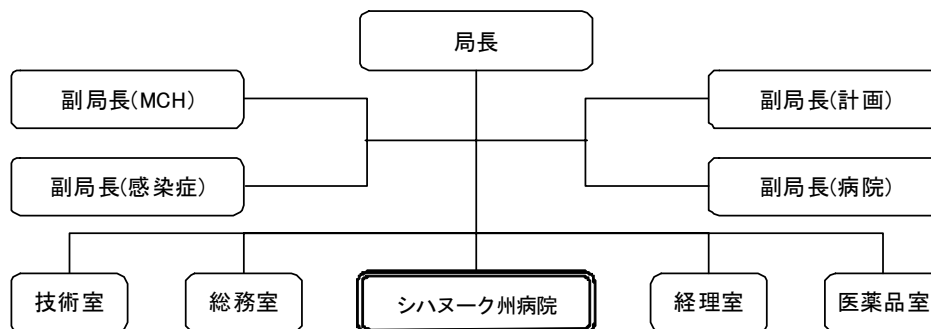 局長
副局長(MCH)
副局長(計画)
副局長(感染症)
副局長(病院)
技術室
総務室
シハヌーク州病院
経理室
医薬品室